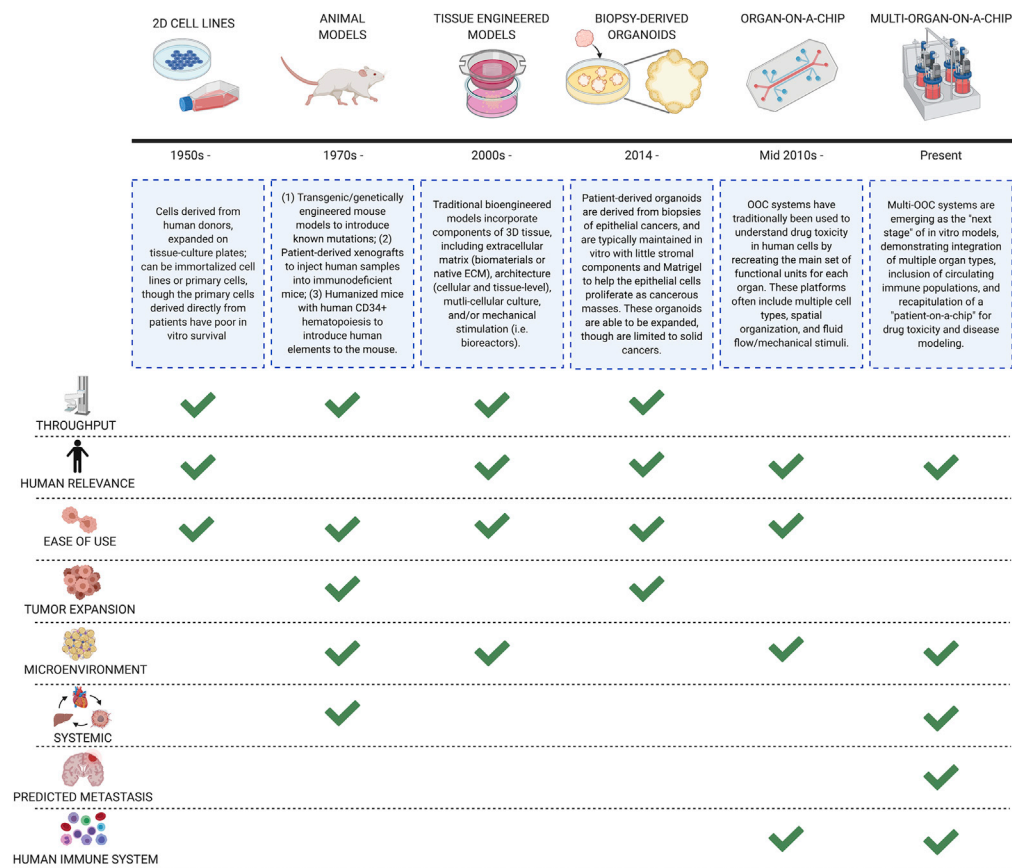 2D CELL LINES
ANIMAL
MODELS
TISSUE ENGINEERED
MODELS
BIOPSY-DERIVED
ORGANOIDS
ORGAN-ON-A-CHIP
MULTI-ORGAN-ON-A-CHIP
1950s -
1970s -
2000s -
2014 -
Mid 2010s -
Present
Cells derived from
human donors,
expanded on
tissue-culture plates;
can be immortalized cell
lines or primary cells,
though the primary cells
derived directly from
patients have poor in
vitro survival
(1) Transgenic/genetically
engineered mouse
models to introduce
known mutations; (2)
Patient-derived xenografts
to inject human samples
into immunodeficient
mice; (3) Humanized mice
with human CD34+
hematopoiesis to
introduce human
elements to the mouse.
Traditional bioengineered
models incorporate
components of 3D tissue,
including extracellular
matrix (biomaterials or
native ECM), architecture
(cellular and tissue-level),
muti-cellular culture,
and/or mechanical
stimulation (i.e.
bioreactors).
Patient-derived organoids
are derived from biopsies
of epithelial cancers, and
are typically maintained in
vitro with little stromal
components and Matrigel
to help the epithelial cells
proliferate as cancerous
masses. These organoids
are able to be expanded,
though are limited to solid
cancers.
OOC systems have
traditionally been used to
understand drug toxicity
in human cells by
recreating the main set of
functional units for each
organ. These platforms
often include multiple cell
types, spatial
organization, and fluid
flow/mechanical stimuli.
Multi-OOC systems are
emerging as the "next
stage" of in vitro models,
demonstrating integration
of multiple organ types,
inclusion of circulating
immune populations, and
recapitulation of a
"patient-on-a-chip" for
drug toxicity and disease
modeling.
THROUGHPUT
HUMAN RELEVANCE
EASE OF USE
TUMOR EXPANSION
MICROENVIRONMENT
SYSTEMIC
PREDICTED METASTASIS
HUMAN IMMUNE SYSTEM